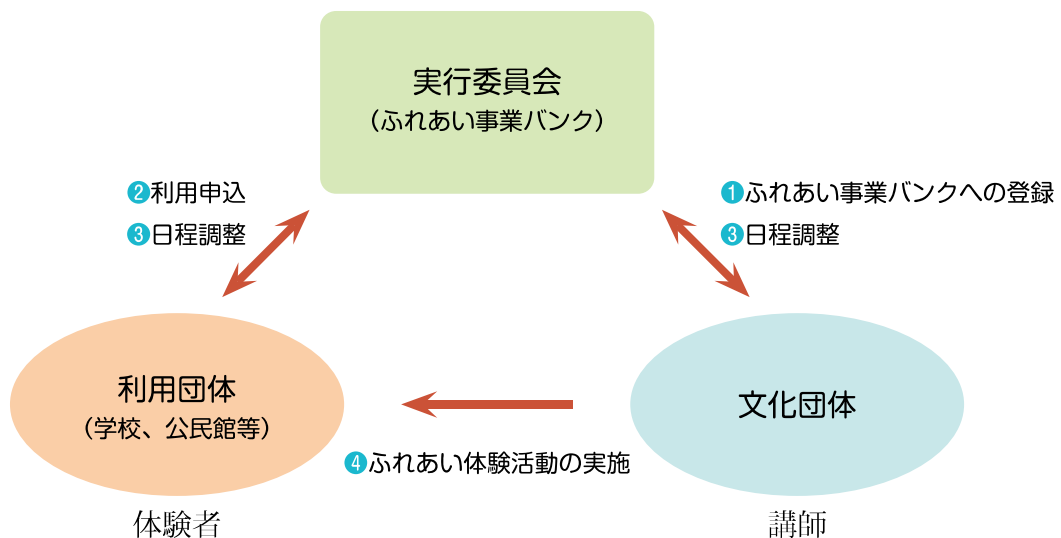 実行委員会
（ふれあい事業バンク）
❷利用申込
❸日程調整
❶ふれあい事業バンクへの登録
❸日程調整
利用団体
（学校、公民館等）
文化団体
❹ふれあい体験活動の実施
体験者
講師